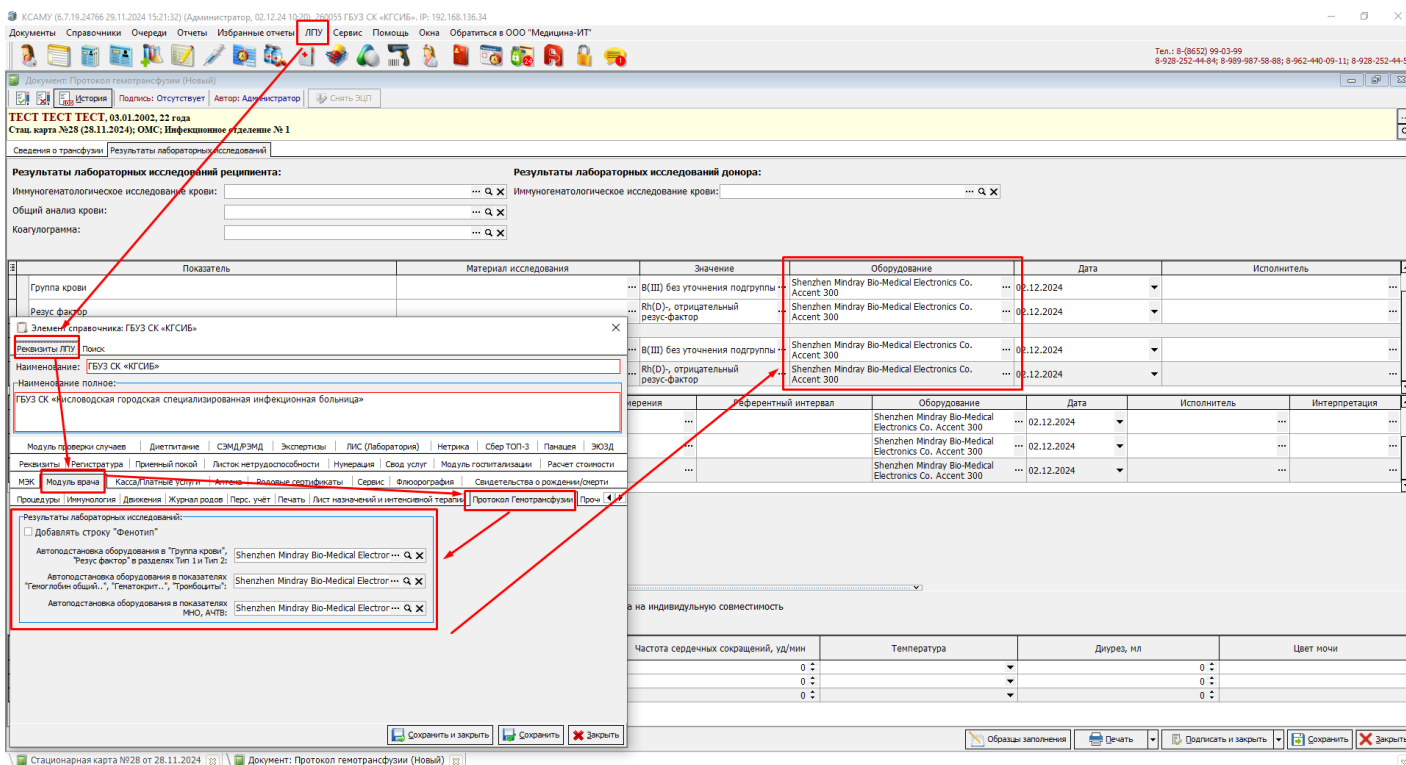 КСАМУ (6.7.19.24766 29.11.2024 15:21:32) (Администратор, 02.12.24 10:20), 260055 ГБУЗ СК «КГСИБ». IP: 192.168.136.34
Документы Справочники Очереди Отчеты Избранные отчеты ЛПУ Сервис Помощь Окна Обратиться в ООО "Медицина-ИТ"
Тел.: 8-(8652) 99-03-99
8-928-252-44-84; 8-989-987-58-88; 8-962-440-09-11; 8-928-252-44-5
Документ: Протокол гемотрансфузии (Новый)
История Подпись: Отсутствует Автор: Администратор Снять ЭЦП
ТЕСТ ТЕСТ ТЕСТ, 03.01.2002, 22 года
Стац. карта №28 (28.11.2024); ОМС; Инфекционное отделение № 1
Сведения о трансфузии Результаты лабораторных исследований
Результаты лабораторных исследований реципиента: Результаты лабораторных исследований донора:
Иммуногематологическое исследование крови: Иммуногематологическое исследование крови:
Общий анализ крови:
Коагулограмма:
Показатель Материал исследования Значение Оборудование Дата Исполнитель
Группа крови B(III) без уточнения подгруппы Shenzhen Mindray Bio-Medical Electronics Co. Accent 300 02.12.2024
Резус фактор Rh(D)-, отрицательный резус-фактор Shenzhen Mindray Bio-Medical Electronics Co. Accent 300 02.12.2024
B(III) без уточнения подгруппы Shenzhen Mindray Bio-Medical Electronics Co. Accent 300 02.12.2024
Rh(D)-, отрицательный резус-фактор Shenzhen Mindray Bio-Medical Electronics Co. Accent 300 02.12.2024
мерения Референтный интервал Оборудование Дата Исполнитель Интерпретация
Shenzhen Mindray Bio-Medical Electronics Co. Accent 300 02.12.2024
Shenzhen Mindray Bio-Medical Electronics Co. Accent 300 02.12.2024
Shenzhen Mindray Bio-Medical Electronics Co. Accent 300 02.12.2024
Элемент справочника: ГБУЗ СК «КГСИБ»
Реквизиты ЛПУ Поиск
Наименование: ГБУЗ СК «КГСИБ»
Наименование полное:
ГБУЗ СК «Кисловодская городская специализированная инфекционная больница»
Модуль проверки случаев Диетпитание СЭМД/РЭМД Экспертизы ЛИС (Лаборатория) Нетрика Сбер ТОП-3 Панацея ЭЮЗД
Реквизиты Регистратура Приемный покой Листок нетрудоспособности Нумерация Свод услуг Модуль госпитализации Расчет стоимости
МЭК Модуль врача Касса/Платные услуги Аптека Родовые сертификаты Сервис Флюорография Свидетельства о рождении/смерти
Процедуры Иммунология Движения Журнал родов Перс. учёт Печать Лист назначений и интенсивной терапии Протокол Гемотрансфузии Проч
Результаты лабораторных исследований:
Добавлять строку "Фенотип"
Автоподстановка оборудования в "Группа крови", "Резус фактор" в разделах Тип 1 и Тип 2: Shenzhen Mindray Bio-Medical Electror
Автоподстановка оборудования в показателях "Гемоглобин общий..", "Гематокрит..", "Тромбоциты": Shenzhen Mindray Bio-Medical Electror
Автоподстановка оборудования в показателях МНО, АЧТВ: Shenzhen Mindray Bio-Medical Electror
а на индивидульную совместимость
Частота сердечных сокращений, уд/мин Температура Диурез, мл Цвет мочи
0 0
0 0
0 0
Сохранить и закрыть Сохранить Закрыть
Образцы заполнения Печать Подписать и закрыть Сохранить Закрыть
Стационарная карта №28 от 28.11.2024 Документ: Протокол гемотрансфузии (Новый)